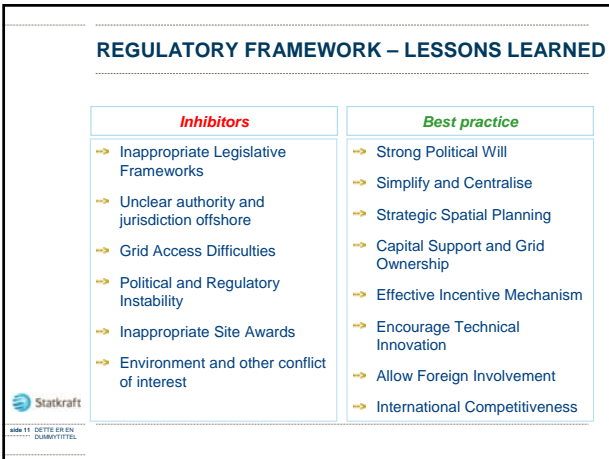 REGULATORY FRAMEWORK – LESSONS LEARNED
Inhibitors
Inappropriate Legislative
Frameworks
Unclear authority and
jurisdiction offshore
Grid Access Difficulties
Political and Regulatory
Instability
Inappropriate Site Awards
Environment and other conflict
of interest
Best practice
Strong Political Will
Simplify and Centralise
Strategic Spatial Planning
Capital Support and Grid
Ownership
Effective Incentive Mechanism
Encourage Technical
Innovation
Allow Foreign Involvement
International Competitiveness
Statkraft
side 11 DETTE ER EN
DUMMYTITTEL